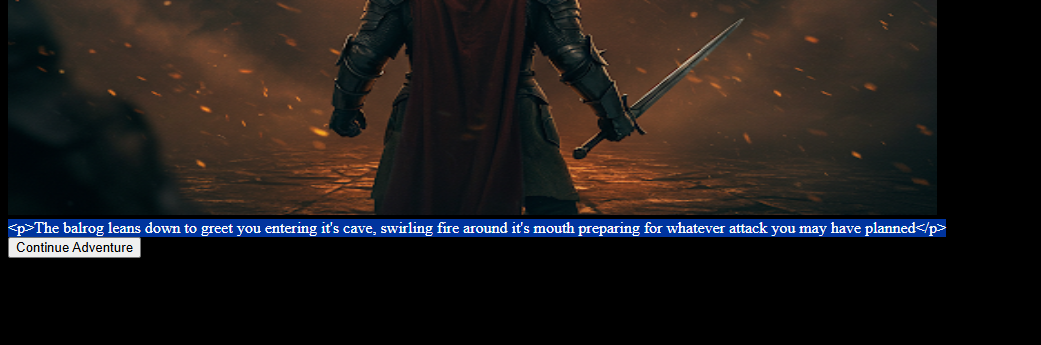 <p>The balrog leans down to greet you entering it's cave, swirling fire around it's mouth preparing for whatever attack you may have planned</p>
Continue Adventure